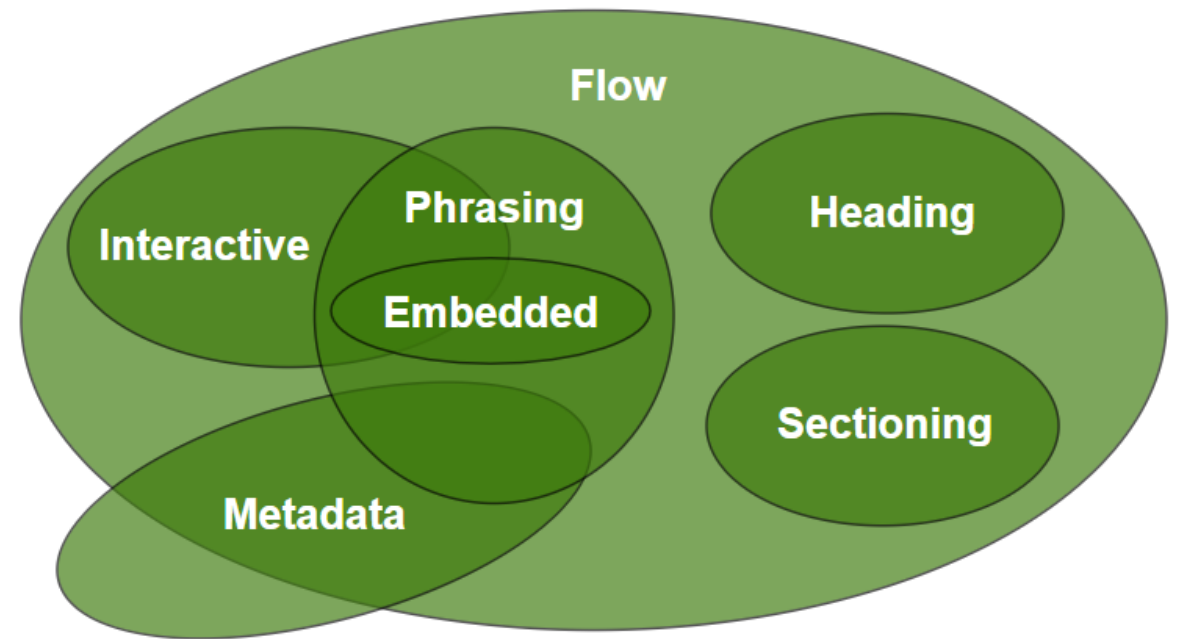 Flow
Phrasing
Heading
Interactive
Embedded
Sectioning
Metadata